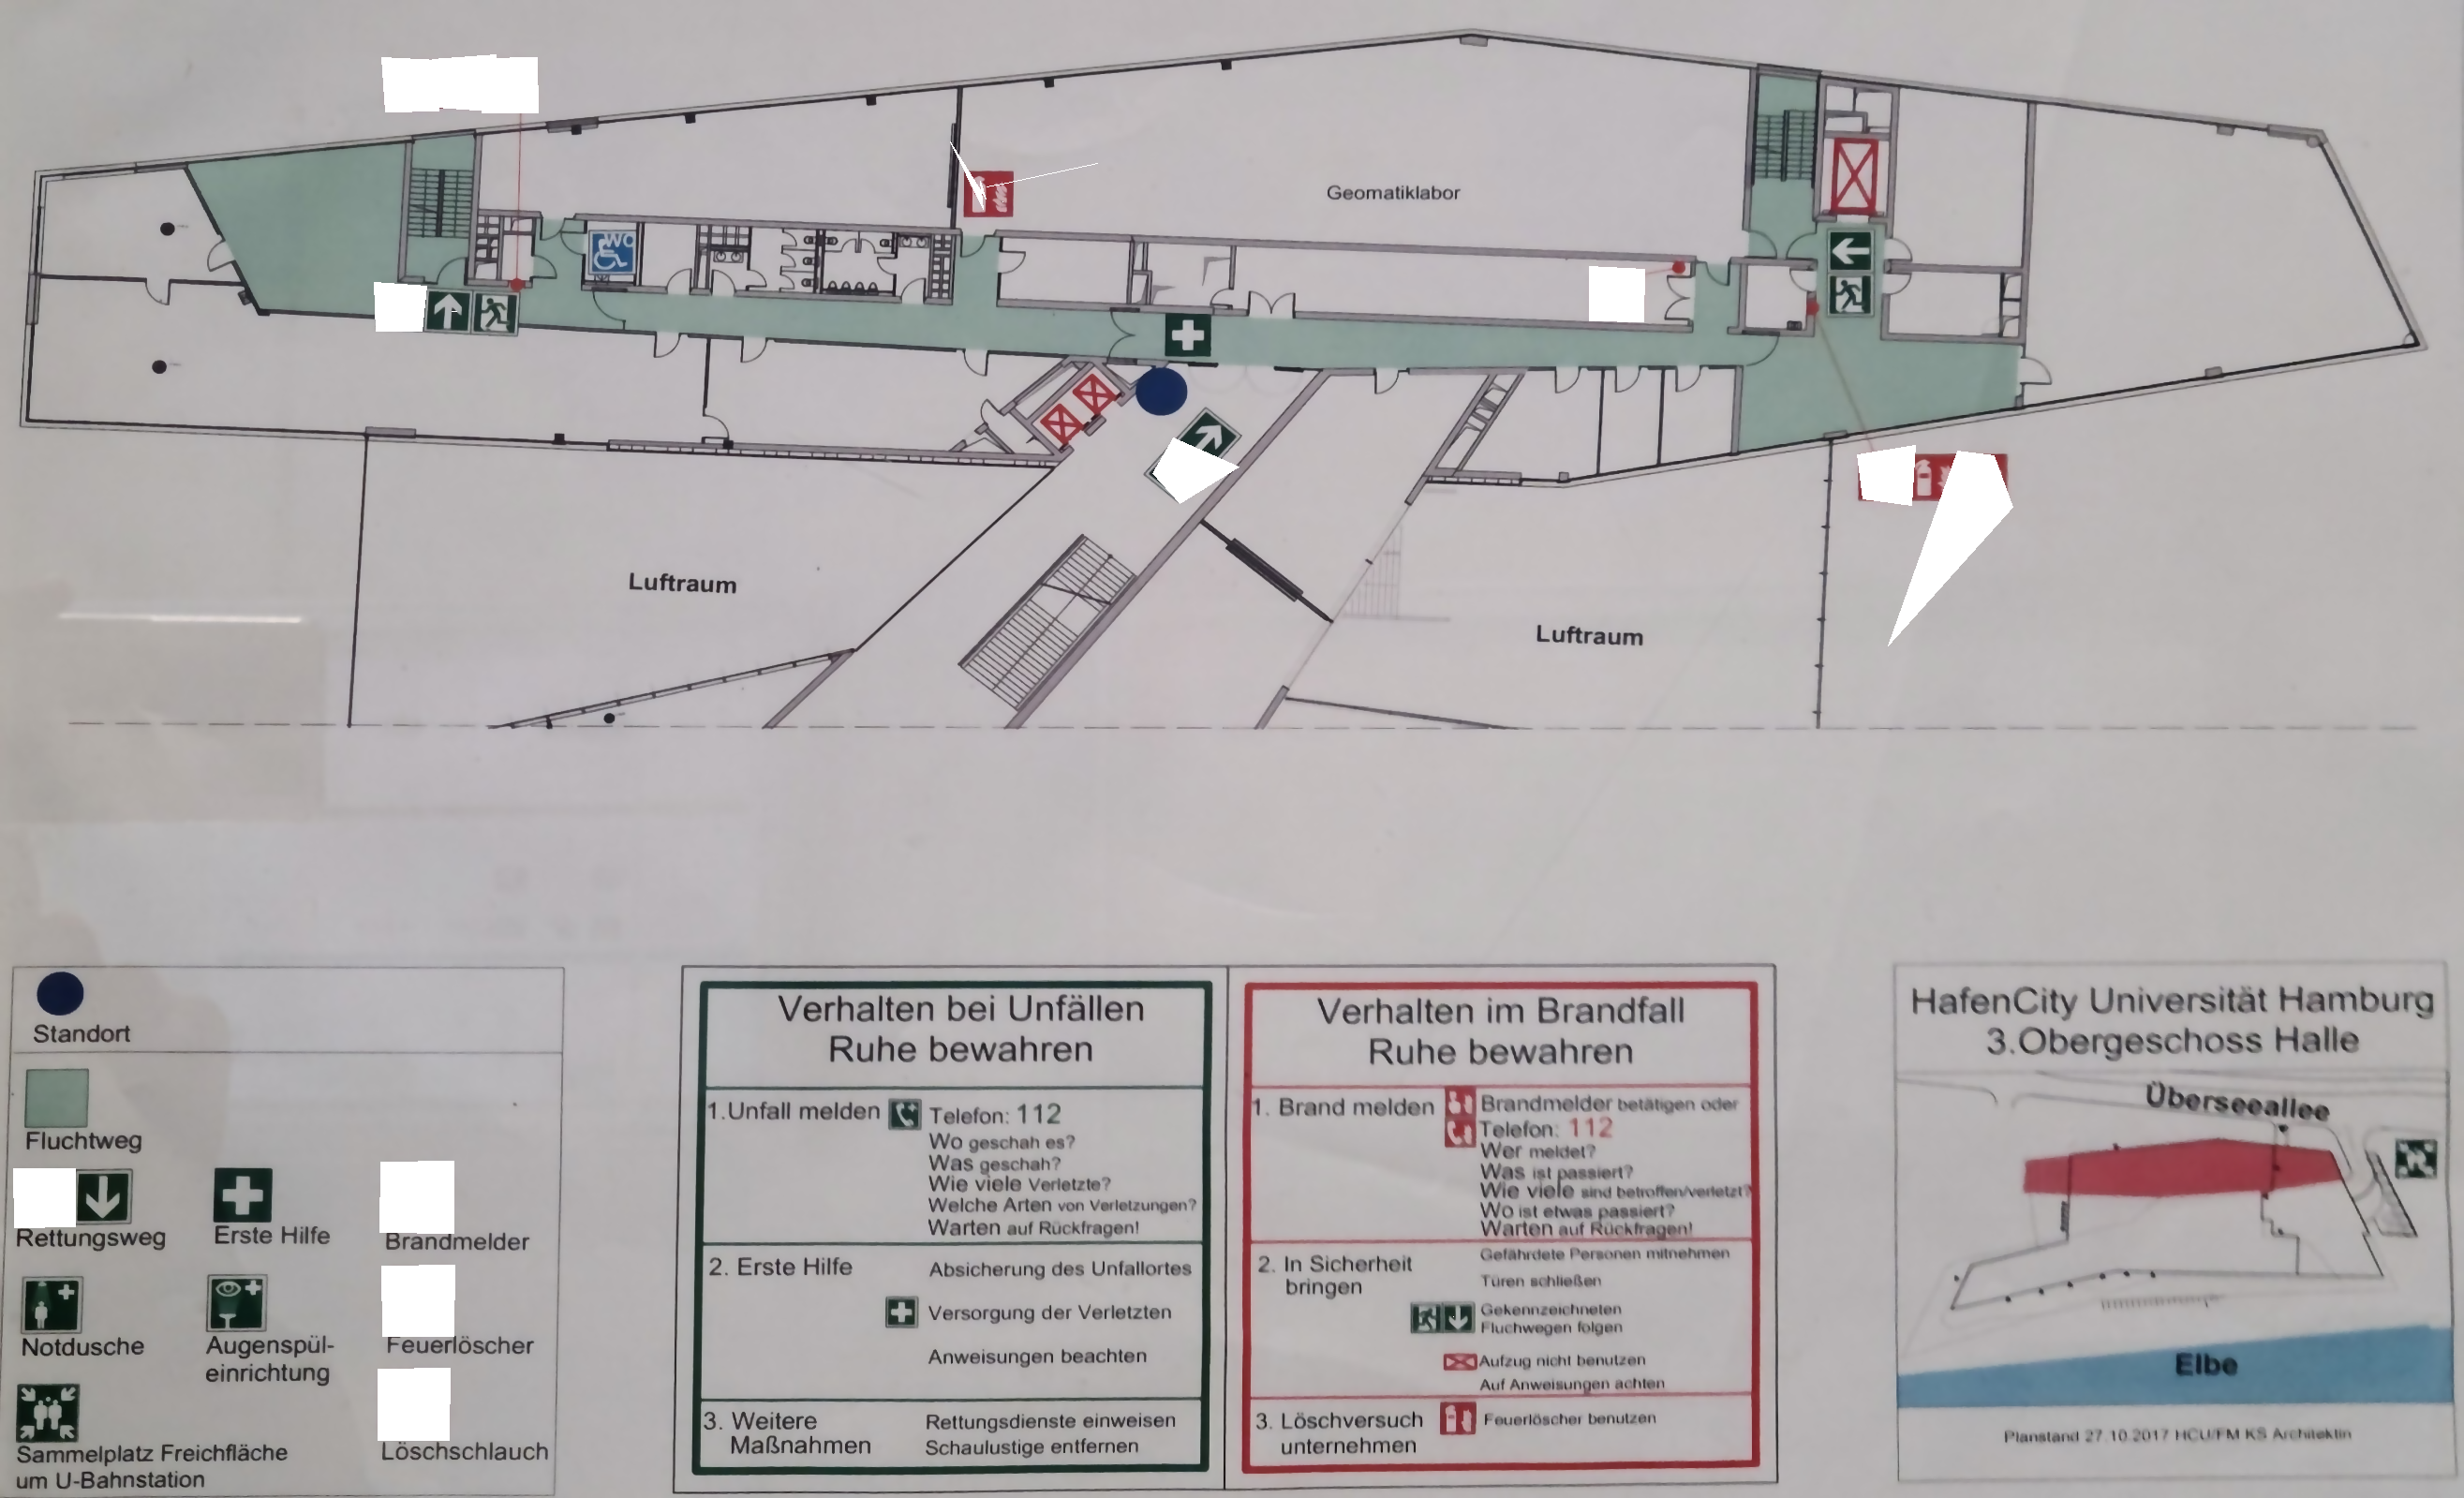 Geomatiklabor
WC
Luftraum
Luftraum
Standort
Fluchtweg
Rettungsweg
Erste Hilfe
Brandmelder
Notdusche
Augenspül-
einrichtung
Feuerlöscher
Sammelplatz Freichfläche
um U-Bahnstation
Löschschlauch
Verhalten bei Unfällen
Ruhe bewahren
1.Unfall melden
Telefon: 112
Wo geschah es?
Was geschah?
Wie viele Verletzte?
Welche Arten von Verletzungen?
Warten auf Rückfragen!
2. Erste Hilfe
Absicherung des Unfallortes
Versorgung der Verletzten
Anweisungen beachten
3. Weitere
Maßnahmen
Rettungsdienste einweisen
Schaulustige entfernen
Verhalten im Brandfall
Ruhe bewahren
1. Brand melden
Brandmelder betätigen oder
Telefon: 112
Wer meldet?
Was ist passiert?
Wie viele sind betroffen/verletzt?
Wo ist etwas passiert?
Warten auf Rückfragen!
2. In Sicherheit
bringen
Gefährdete Personen mitnehmen
Türen schließen
Gekennzeichneten
Fluchwegen folgen
Aufzug nicht benutzen
Auf Anweisungen achten
3. Löschversuch
unternehmen
Feuerlöscher benutzen
HafenCity Universität Hamburg
3.Obergeschoss Halle
Überseeallee
Elbe
Planstand 27.10.2017 HCU/FM KS Architektin